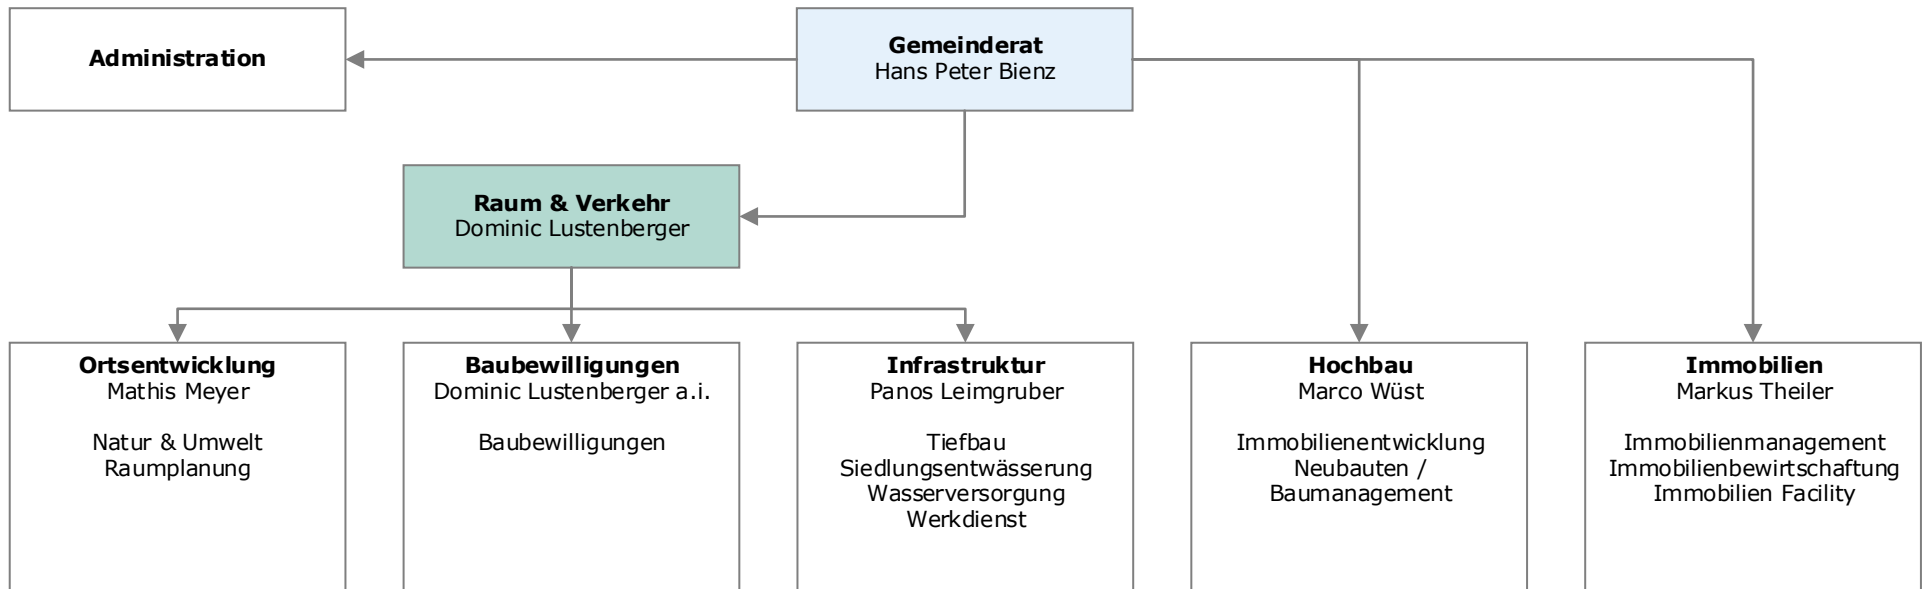 Administration
Gemeinderat
Hans Peter Bienz
Raum & Verkehr
Dominic Lustenberger
Ortsentwicklung
Mathis Meyer
Natur & Umwelt
Raumplanung
Baubewilligungen
Dominic Lustenberger a.i.
Baubewilligungen
Infrastruktur
Panos Leimgruber
Tiefbau
Siedlungsentwässerung
Wasserversorgung
Werkdienst
Hochbau
Marco Wüst
Immobilienentwicklung
Neubauten /
Baumanagement
Immobilien
Markus Theiler
Immobilienmanagement
Immobilienbewirtschaftung
Immobilien Facility